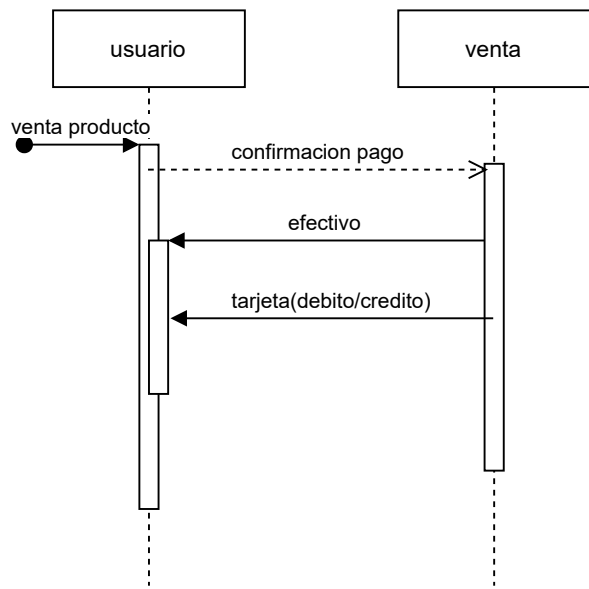 usuario
venta
venta producto
confirmacion pago
efectivo
tarjeta(debito/credito)